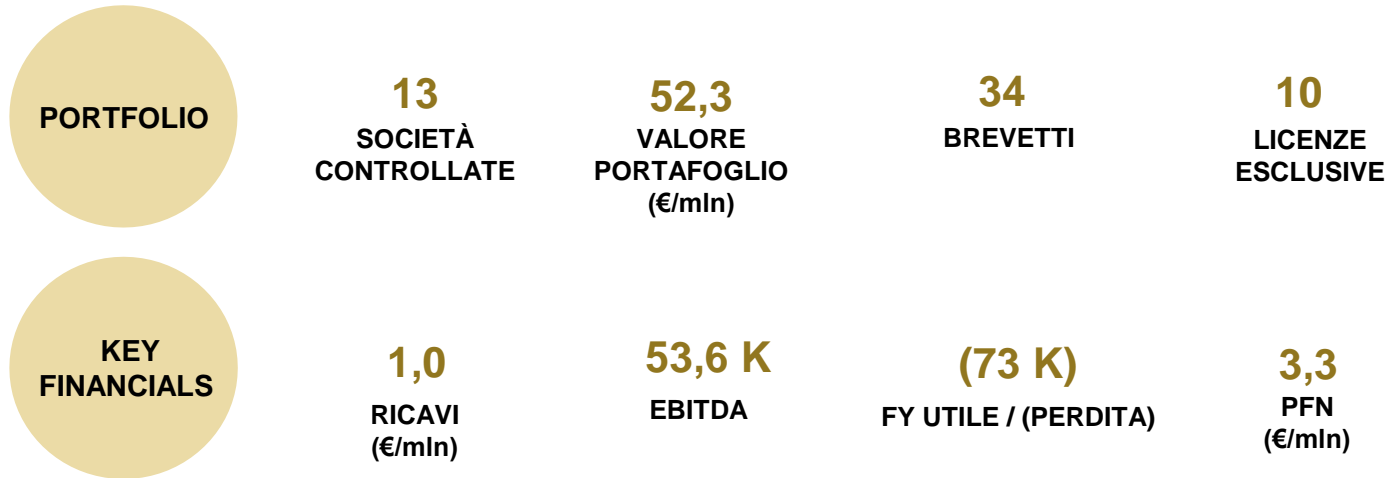 PORTFOLIO
13
SOCIETÀ
CONTROLLATE
52,3
VALORE
PORTAFOGLIO
(€/mln)
34
BREVETTI
10
LICENZE
ESCLUSIVE
KEY
FINANCIALS
1,0
RICAVI
(€/mln)
53,6 K
EBITDA
(73 K)
FY UTILE / (PERDITA)
3,3
PFN
(€/mln)